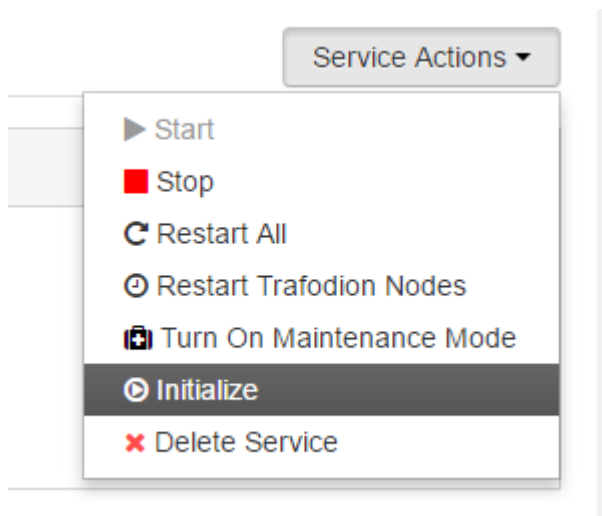 Service Actions
Start
Stop
Restart All
Restart Trafodion Nodes
Turn On Maintenance Mode
Initialize
Delete Service